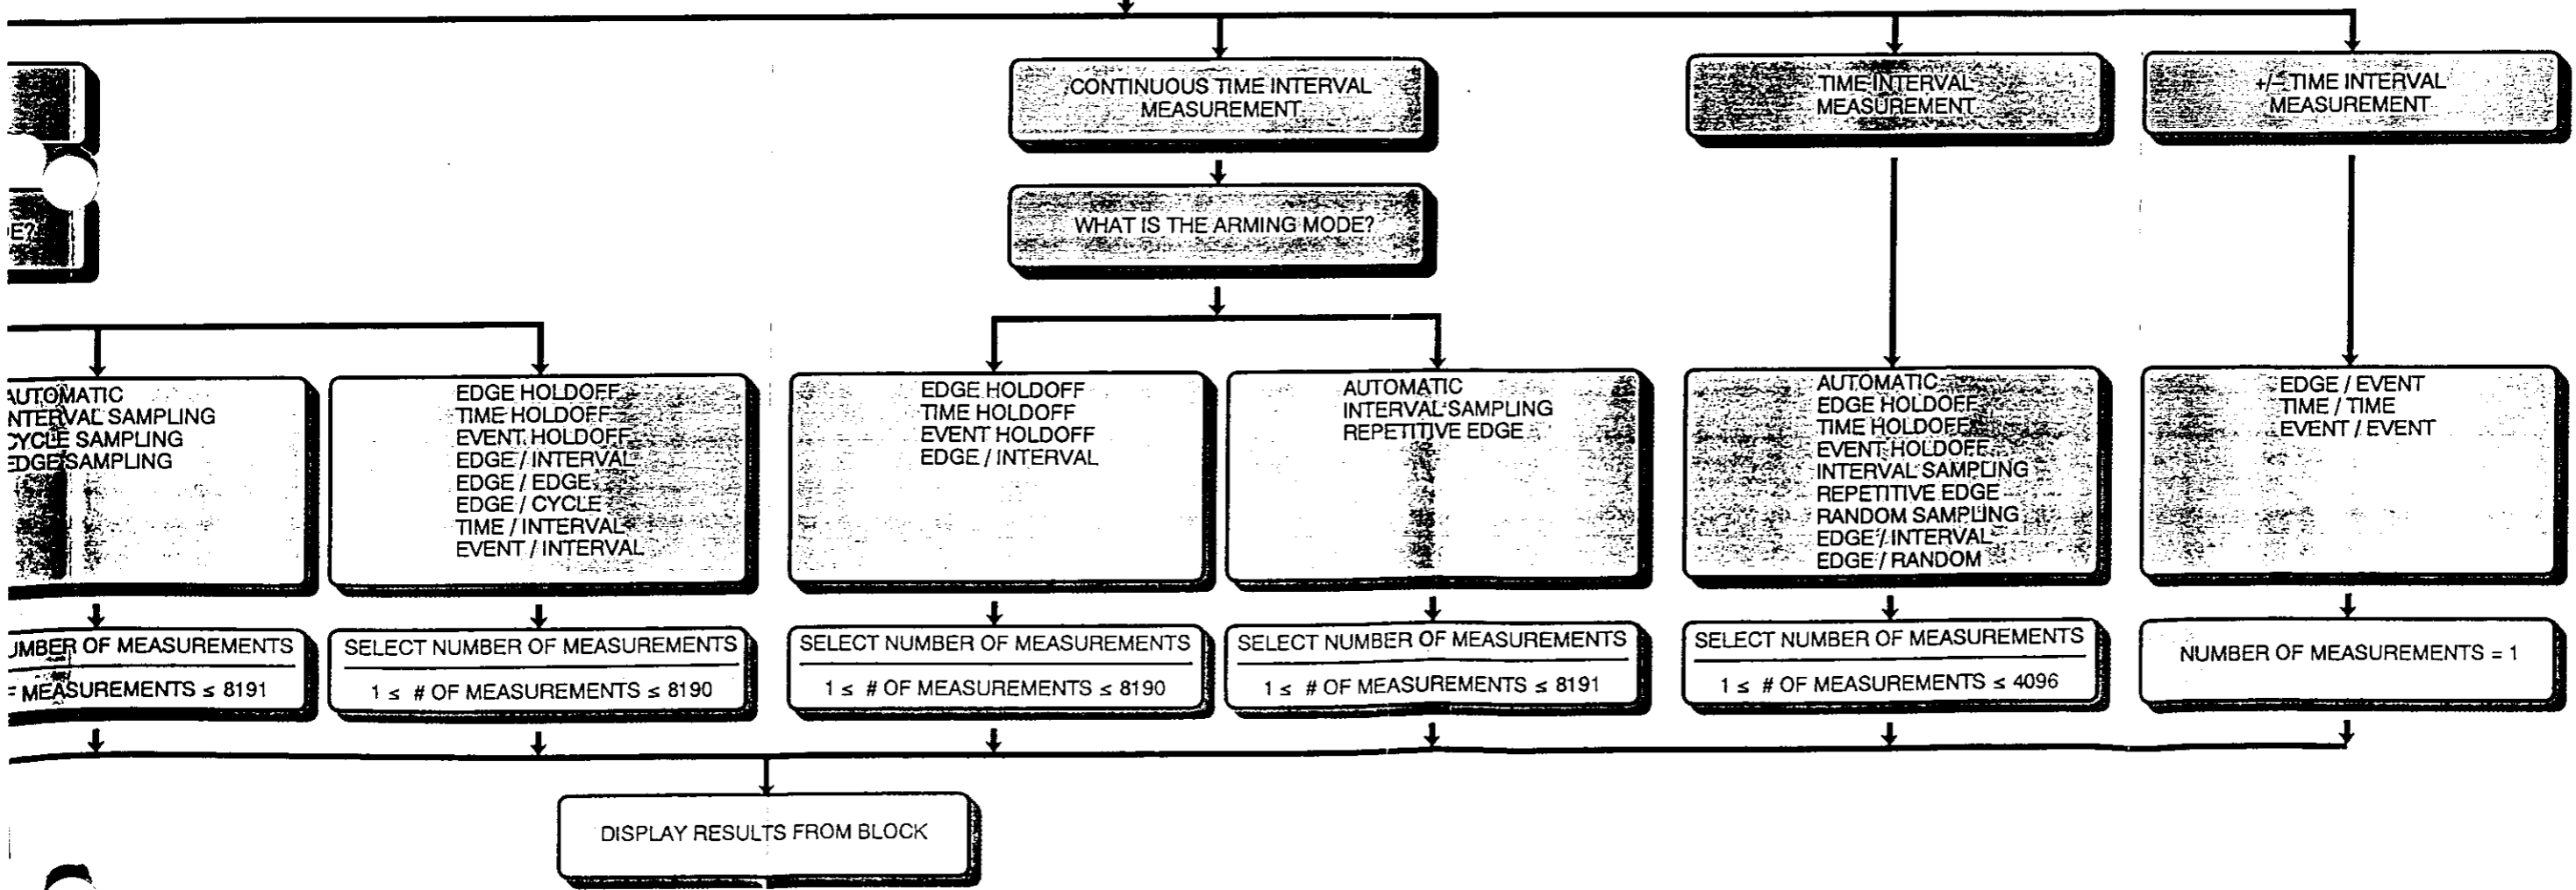 CONTINUOUS TIME INTERVAL
MEASUREMENT
TIME INTERVAL
MEASUREMENT
+/- TIME INTERVAL
MEASUREMENT
E?
WHAT IS THE ARMING MODE?
AUTOMATIC
INTERVAL SAMPLING
CYCLE SAMPLING
EDGE SAMPLING
EDGE HOLDOFF
TIME HOLDOFF
EVENT HOLDOFF
EDGE / INTERVAL
EDGE / EDGE
EDGE / CYCLE
TIME / INTERVAL
EVENT / INTERVAL
EDGE HOLDOFF
TIME HOLDOFF
EVENT HOLDOFF
EDGE / INTERVAL
AUTOMATIC
INTERVAL SAMPLING
REPETITIVE EDGE
AUTOMATIC
EDGE HOLDOFF
TIME HOLDOFF
EVENT HOLDOFF
INTERVAL SAMPLING
REPETITIVE EDGE
RANDOM SAMPLING
EDGE / INTERVAL
EDGE / RANDOM
EDGE / EVENT
TIME / TIME
EVENT / EVENT
UMBER OF MEASUREMENTS
F MEASUREMENTS ≤ 8191
SELECT NUMBER OF MEASUREMENTS
1 ≤ # OF MEASUREMENTS ≤ 8190
SELECT NUMBER OF MEASUREMENTS
1 ≤ # OF MEASUREMENTS ≤ 8190
SELECT NUMBER OF MEASUREMENTS
1 ≤ # OF MEASUREMENTS ≤ 8191
SELECT NUMBER OF MEASUREMENTS
1 ≤ # OF MEASUREMENTS ≤ 4096
NUMBER OF MEASUREMENTS = 1
DISPLAY RESULTS FROM BLOCK